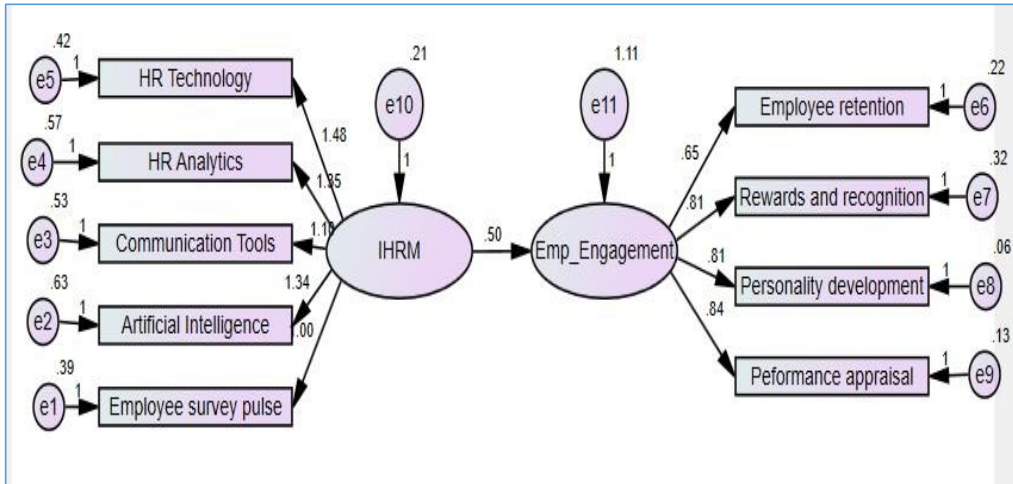 .42
e5
1
HR Technology
.57
e4
1
HR Analytics
.53
e3
1
Communication Tools
.63
e2
1
Artificial Intelligence
.39
e1
1
Employee survey pulse
1.48
1.35
1.34
.00
.21
e10
1
IHRM
.50
1.11
e11
1
Emp_Engagement
.65
.81
.81
.84
Employee retention
1
e6
.22
Rewards and recognition
1
e7
.32
Personality development
1
e8
.06
Peformance appraisal
1
e9
.13